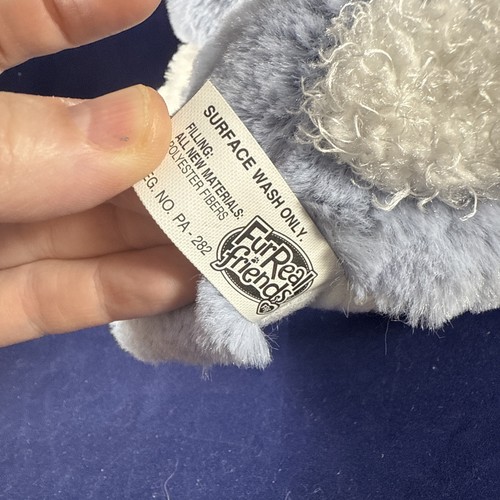 SURFACE WASH ONLY.
FILLING:
ALL NEW MATERIALS:
POLYESTER FIBERS
EG. NO. PA - 282
FurReal
friends